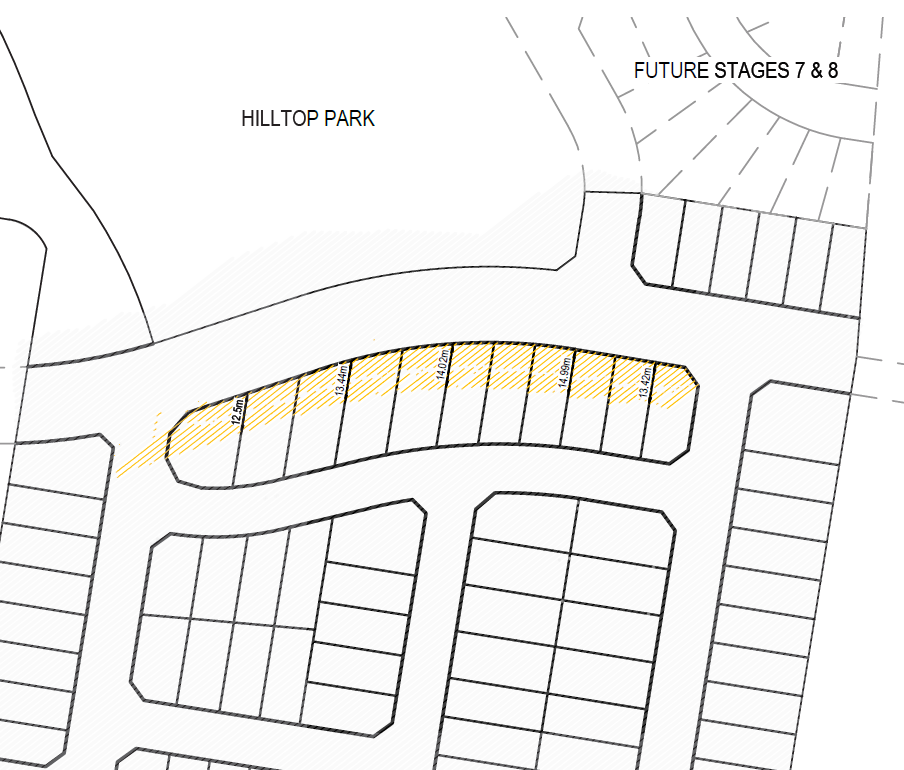 FUTURE STAGES 7 & 8
HILLTOP PARK
12.5m
13.44m
14.02m
14.99m
13.42m